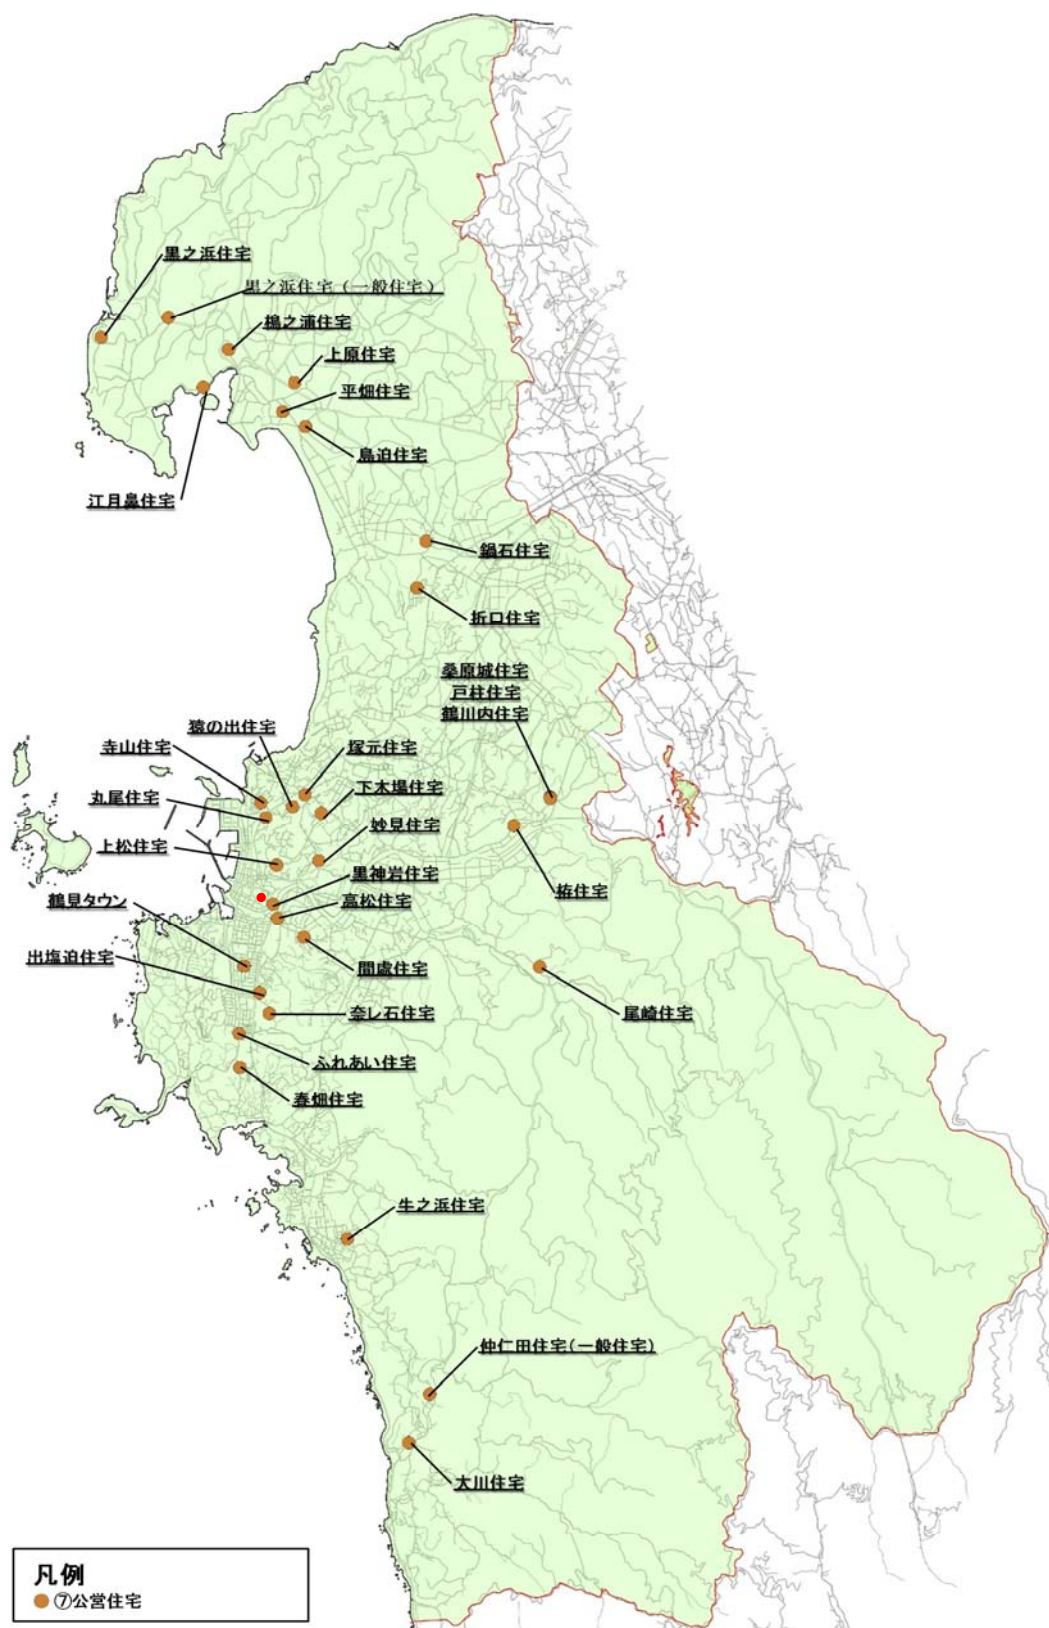 黒之浜住宅
黒之浜住宅（一般住宅）
樋之浦住宅
上原住宅
平畑住宅
島迫住宅
江月鼻住宅
鍋石住宅
折口住宅
桑原城住宅
戸柱住宅
鶴川内住宅
猿の出住宅
寺山住宅
塚元住宅
丸尾住宅
下木場住宅
妙見住宅
上松住宅
黒神岩住宅
高松住宅
鶴見タウン
椿住宅
出塩迫住宅
間處住宅
尾崎住宅
奈レ石住宅
ふれあい住宅
春畑住宅
牛之浜住宅
仲仁田住宅(一般住宅)
大川住宅
凡例
⑦公営住宅